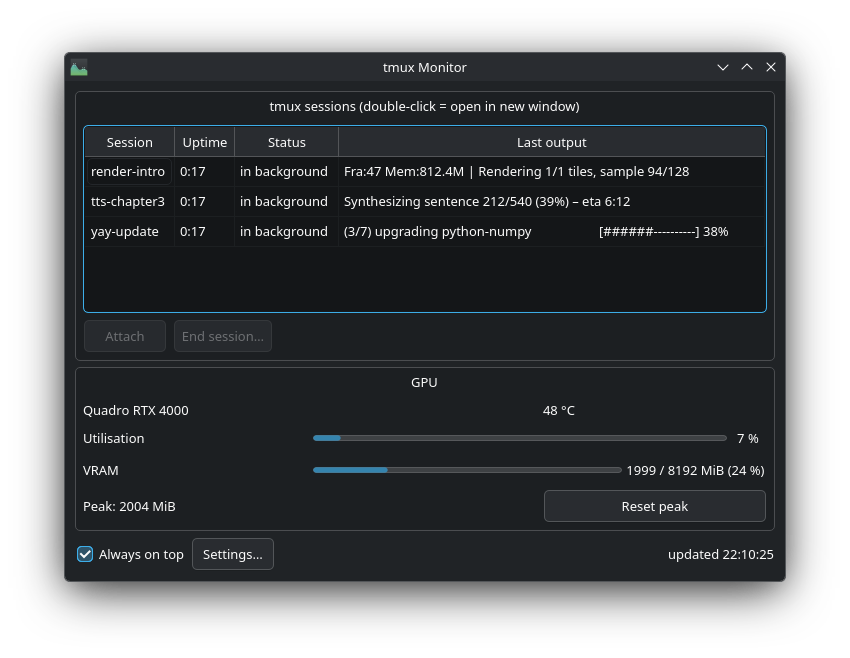 tmux Monitor
tmux sessions (double-click = open in new window)
Session Uptime Status Last output
render-intro 0:17 in background Fra:47 Mem:812.4M | Rendering 1/1 tiles, sample 94/128
tts-chapter3 0:17 in background Synthesizing sentence 212/540 (39%) – eta 6:12
yay-update 0:17 in background (3/7) upgrading python-numpy [######----------] 38%
Attach End session...
GPU
Quadro RTX 4000 48 °C
Utilisation 7 %
VRAM 1999 / 8192 MiB (24 %)
Peak: 2004 MiB Reset peak
Always on top Settings... updated 22:10:25